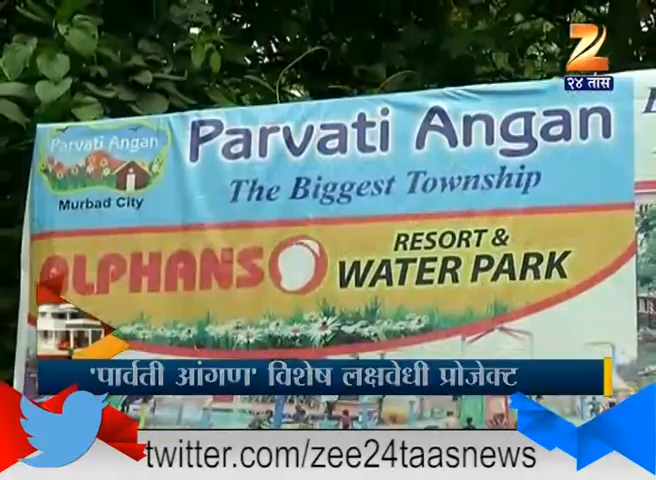 २४ तास
Parvati Angan
Parvati Angan
The Biggest Township
MURBAD CITY
ALPHANSO
RESORT &
WATER PARK
'पार्वती आंगण' विशेष लक्षवेधी प्रोजेक्ट
twitter.com/zee24taasnews